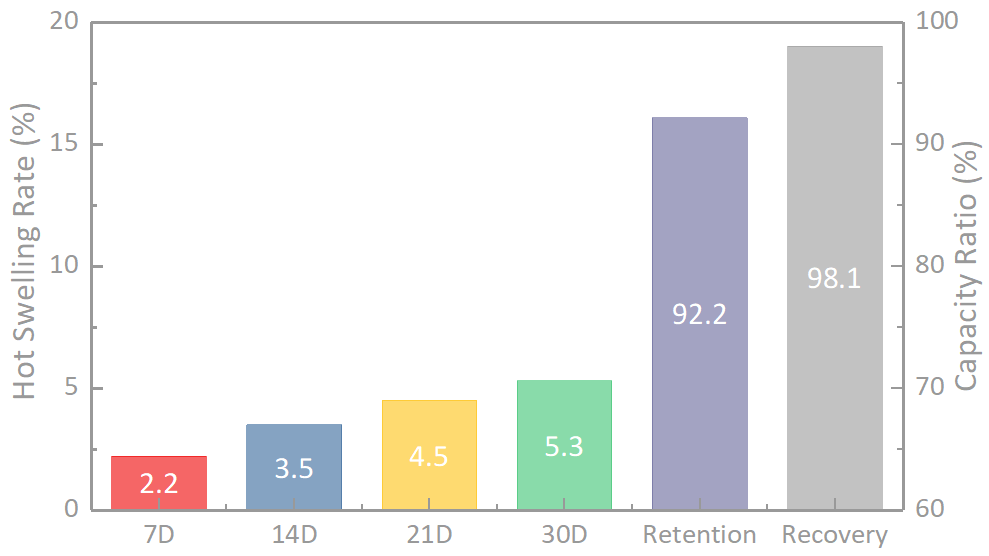 20
15
10
5
0
Hot Swelling Rate (%)
100
90
80
70
60
Capacity Ratio (%)
2.2
3.5
4.5
5.3
92.2
98.1
7D
14D
21D
30D
Retention
Recovery